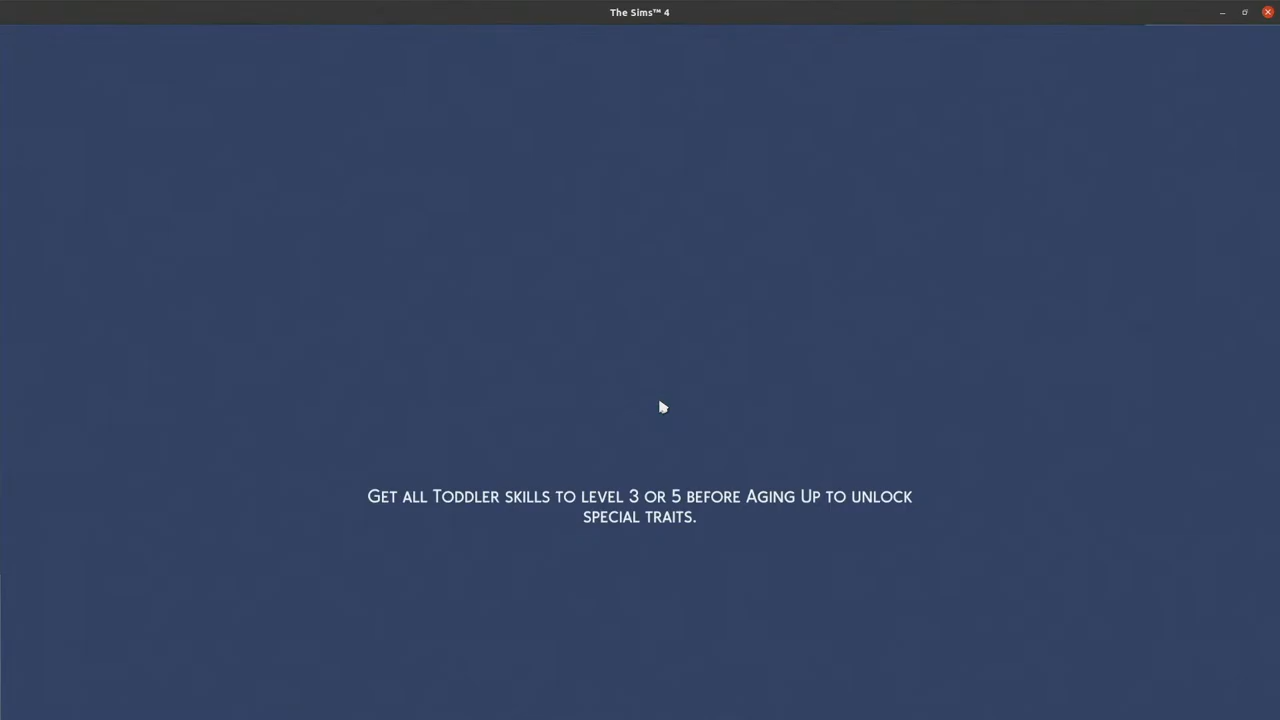 The Sims™ 4
Get all Toddler skills to level 3 or 5 before Aging Up to unlock
special traits.